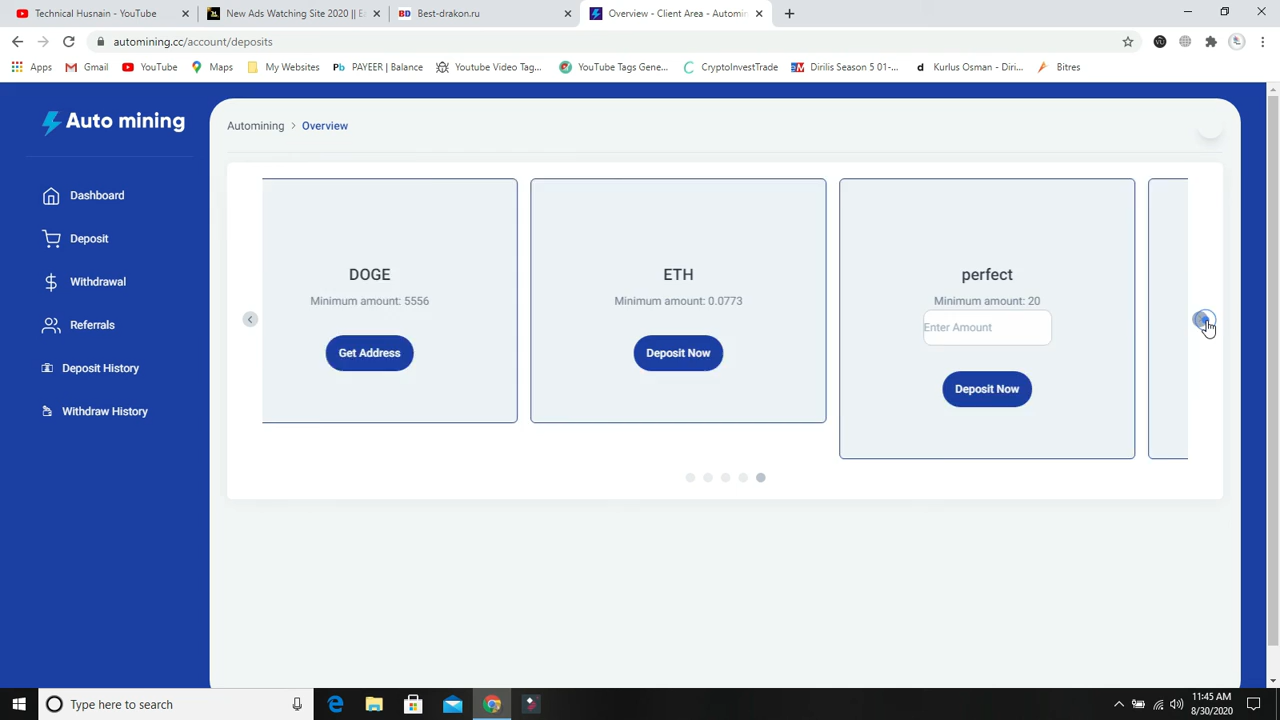 Technical Husnain - YouTube
New Ads Watching Site 2020 || Ea
Best-drakon.ru
Overview - Client Area - Automin
automining.cc/account/deposits
Apps
Gmail
YouTube
Maps
My Websites
PAYEER | Balance
Youtube Video Tag...
YouTube Tags Gene...
CryptoInvestTrade
Dirilis Season 5 01-...
Kurlus Osman - Diri...
Bitres
Auto mining
Automining > Overview
Dashboard
Deposit
Withdrawal
Referrals
Deposit History
Withdraw History
DOGE
Minimum amount: 5556
Get Address
ETH
Minimum amount: 0.0773
Deposit Now
perfect
Minimum amount: 20
Enter Amount
Deposit Now
Type here to search
11:45 AM
8/30/2020